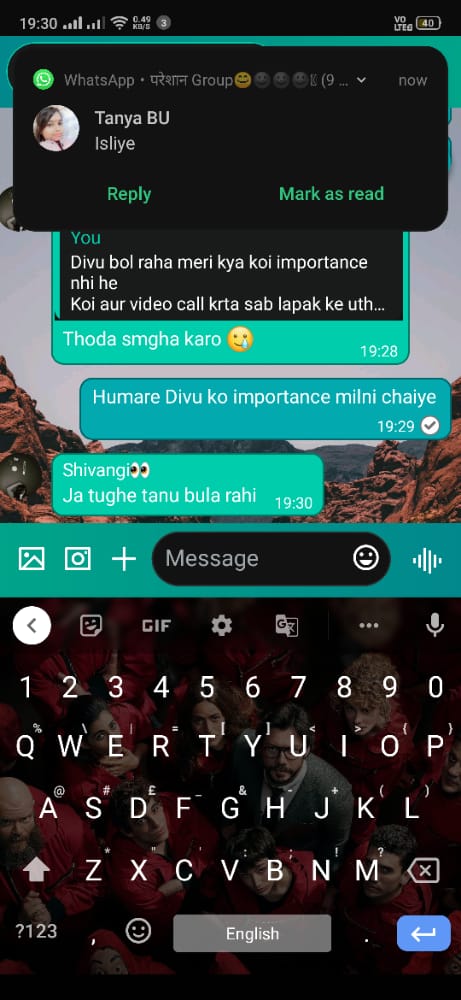 19:30 0.49 KB/S 3 VO LTE 40
WhatsApp • परेशान Group😄🌚🌚🌚 (9 ... now
Tanya BU
Isliye
Reply Mark as read
You
Divu bol raha meri kya koi importance
nhi he
Koi aur video call krta sab lapak ke uth...
Thoda smgha karo 🥲
19:28
Humare Divu ko importance milni chaiye
19:29
Shivangi👀
Ja tughe tanu bula rahi 19:30
Message
GIF
1 2 3 4 5 6 7 8 9 0
% \ | = [ ] < > { }
Q W E R T Y U I O P
@ # £ _ & - + ( )
A S D F G H J K L
* " ' : ; ! ?
Z X C V B N M
?123 , English .